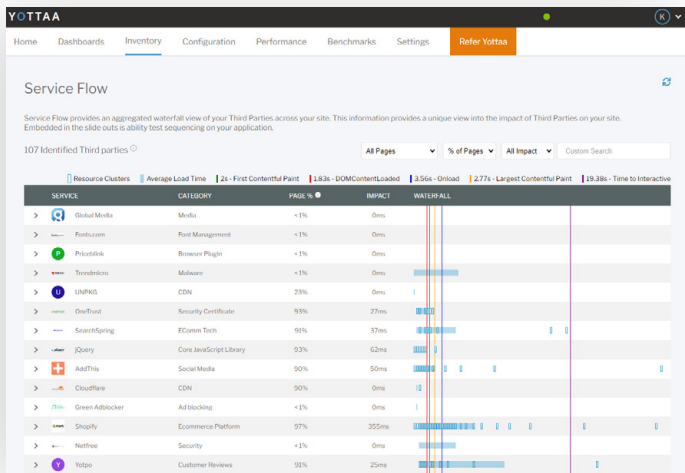 YOTTAA
K
Home Dashboards Inventory Configuration Performance Benchmarks Settings Refer Yottaa
Service Flow
Service Flow provides an aggregated waterfall view of your Third Parties across your site. This information provides a unique view into the impact of Third Parties on your site.
Embedded in the slide outs is ability test sequencing on your application.
107 Identified Third parties All Pages % of Pages All Impact Custom Search
Resource Clusters Average Load Time 2s - First Contentful Paint 1.83s - DOMContentLoaded 3.56s - Onload 2.77s - Largest Contentful Paint 19.38s - Time to Interactive
SERVICE CATEGORY PAGE % IMPACT WATERFALL
Global Media Media <1% 0ms
Fonts.com Font Management <1% 0ms
P Priceblink Browser Plugin <1% 0ms
Trendmicro Malware <1% 0ms
U UNPKG CDN 23% 0ms
OneTrust Security Certificate 93% 27ms
SearchSpring EComm Tech 91% 37ms
jQuery Core JavaScript Library 93% 62ms
AddThis Social Media 90% 50ms
Cloudflare CDN 90% 0ms
Green Adblocker Ad blocking <1% 0ms
Shopify Ecommerce Platform 97% 355ms
Netfree Security <1% 0ms
Y Yotpo Customer Reviews 91% 25ms